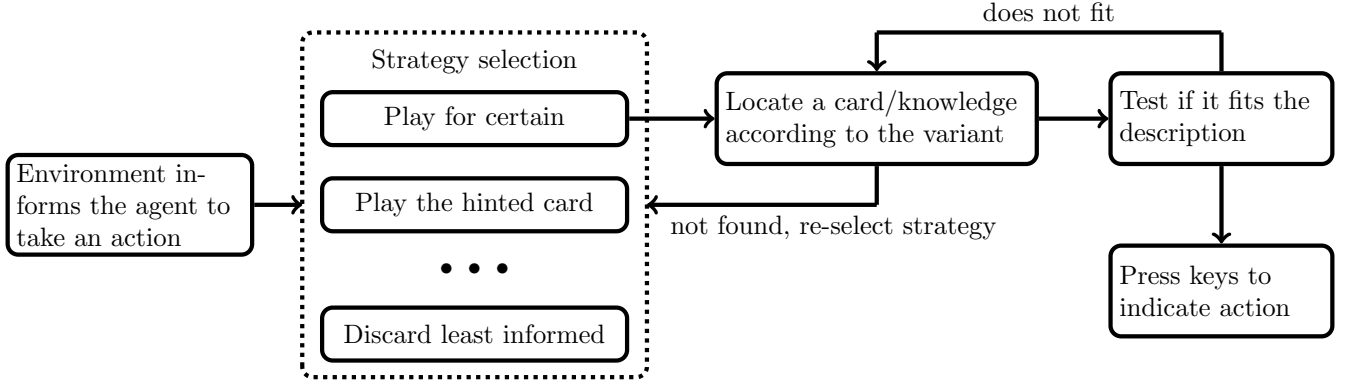 does not fit
Strategy selection
Play for certain
Locate a card/knowledge
according to the variant
Test if it fits the
description
Environment in-
forms the agent to
take an action
Play the hinted card
not found, re-select strategy
• • •
Press keys to
indicate action
Discard least informed